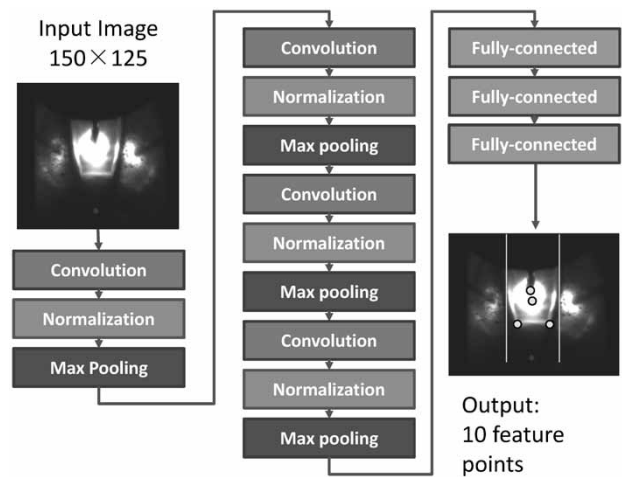 Input Image
150×125
Convolution
Normalization
Max Pooling
Convolution
Normalization
Max pooling
Convolution
Normalization
Max pooling
Convolution
Normalization
Max pooling
Fully-connected
Fully-connected
Fully-connected
Output:
10 feature
points